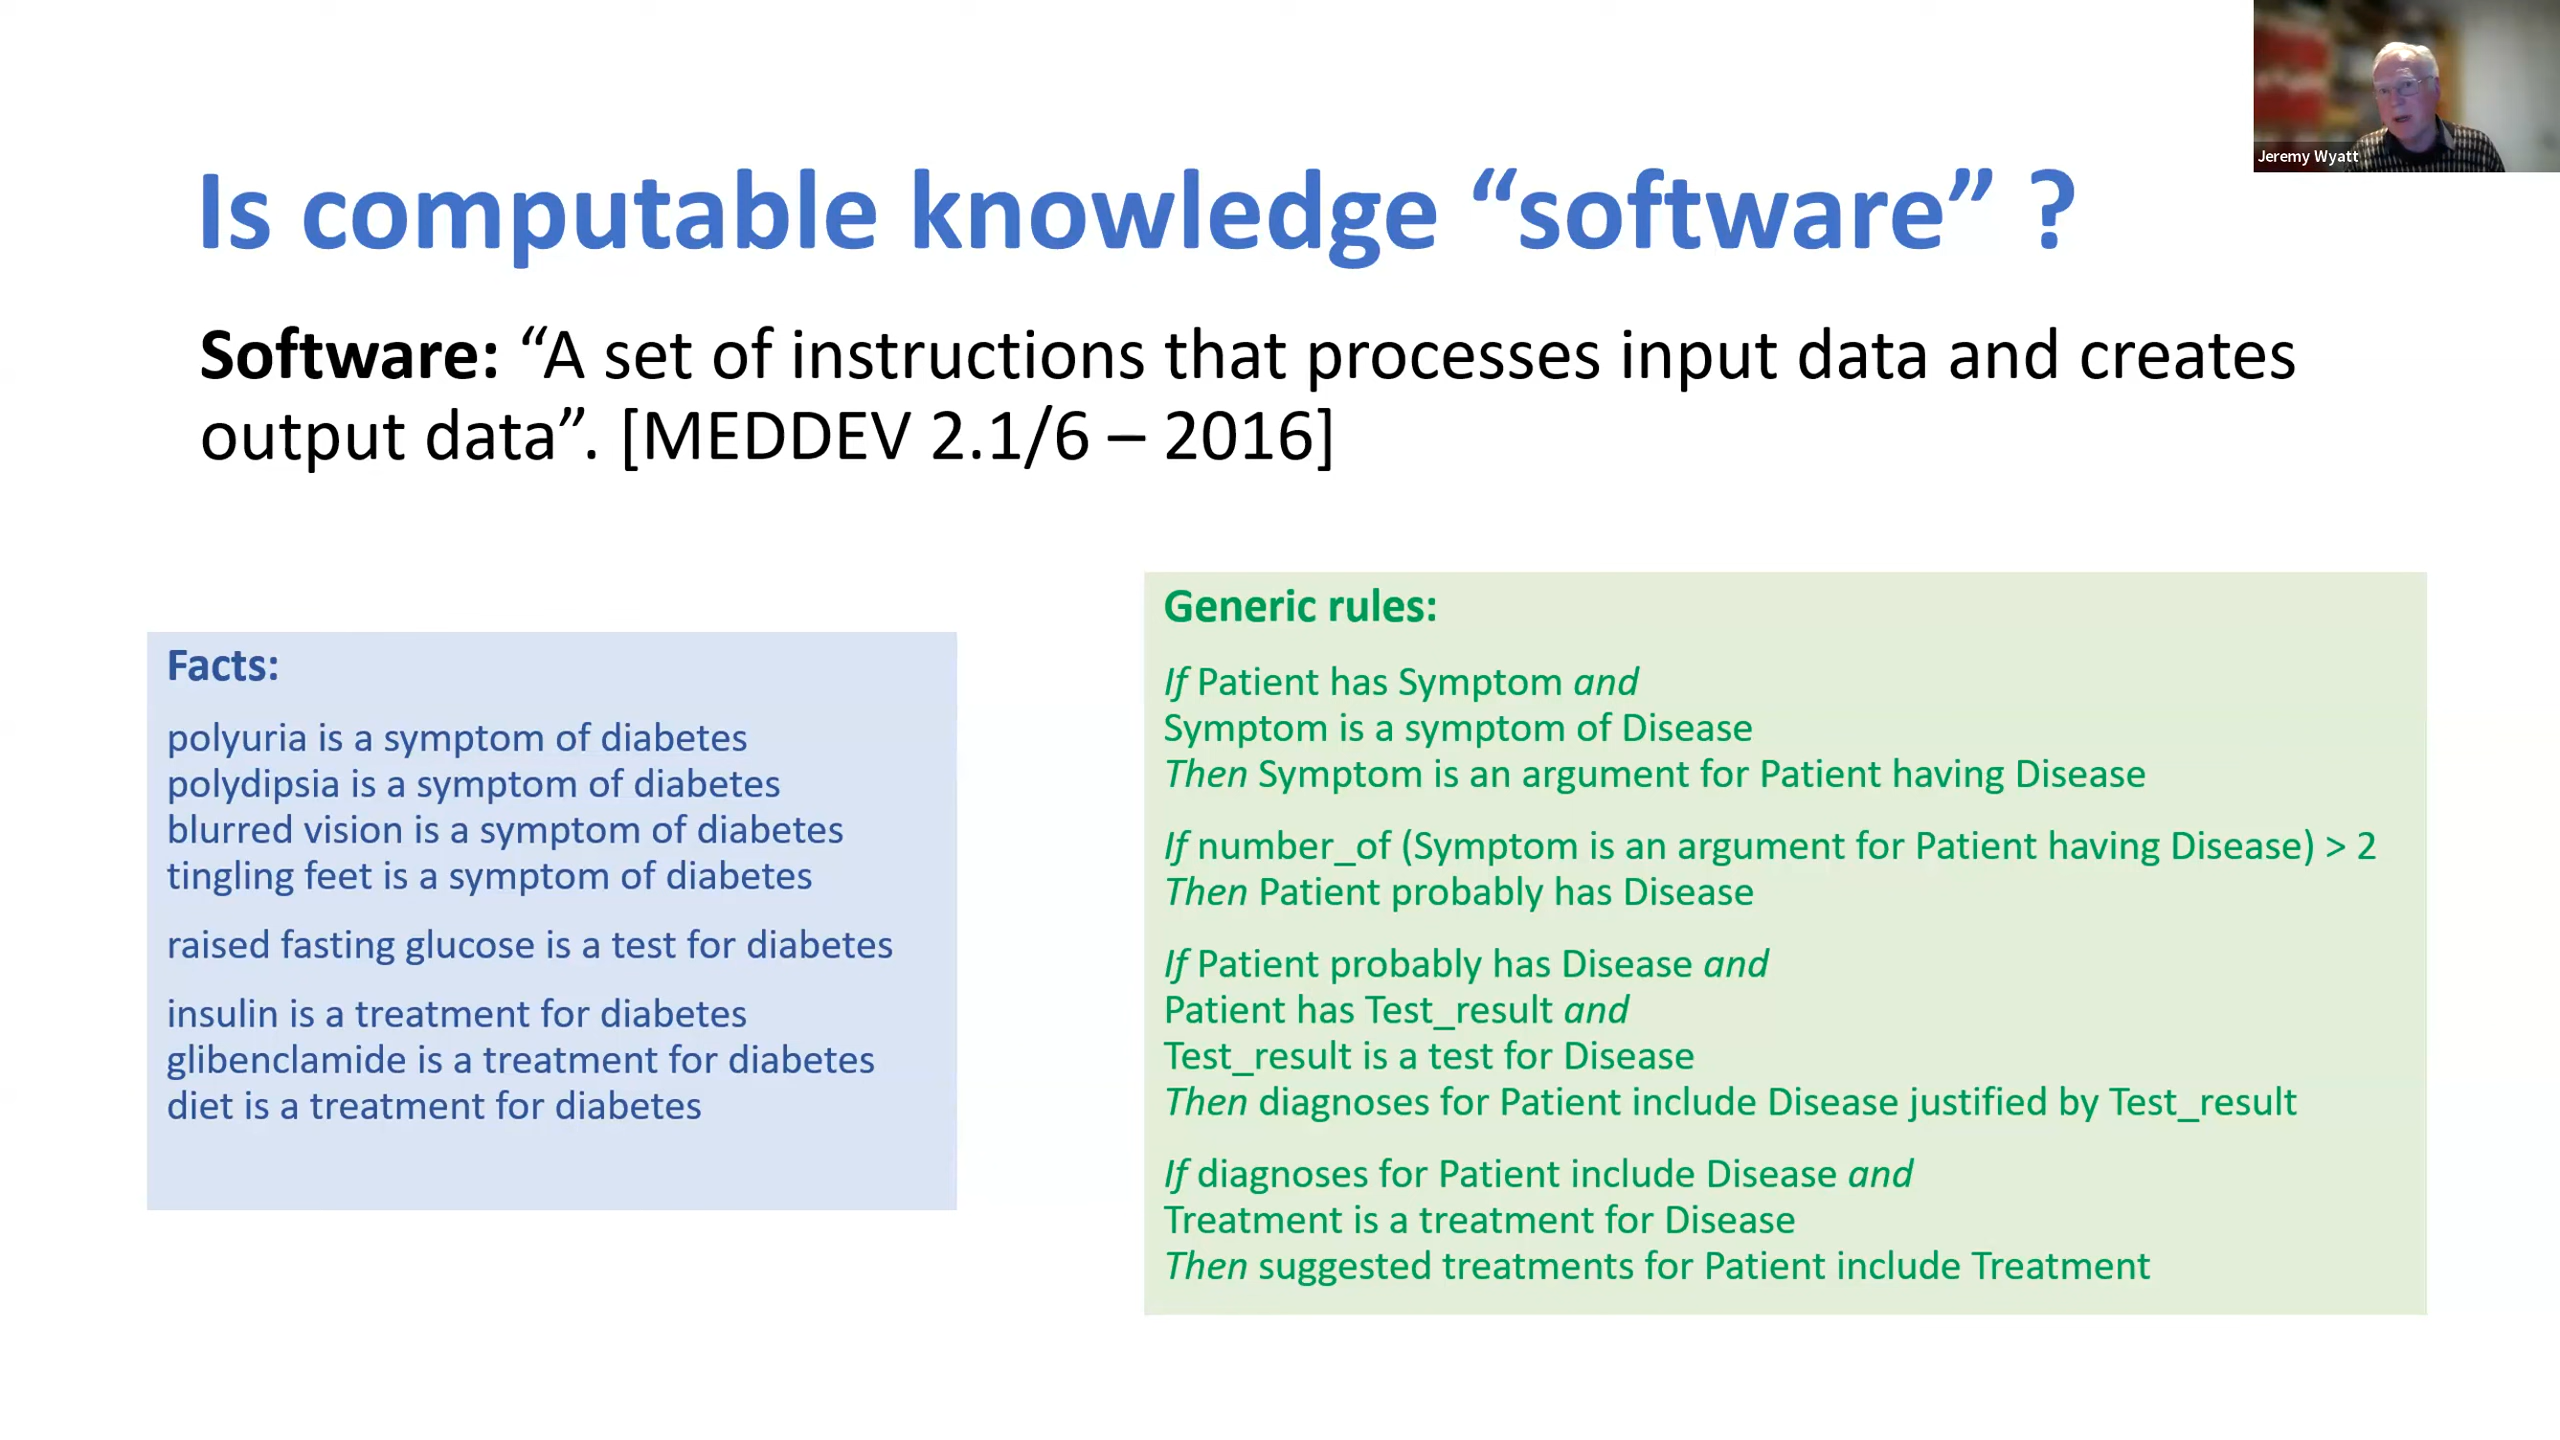 Jeremy Wyatt
Is computable knowledge “software” ?
Software: “A set of instructions that processes input data and creates
output data”. [MEDDEV 2.1/6 – 2016]
Facts:
polyuria is a symptom of diabetes
polydipsia is a symptom of diabetes
blurred vision is a symptom of diabetes
tingling feet is a symptom of diabetes
raised fasting glucose is a test for diabetes
insulin is a treatment for diabetes
glibenclamide is a treatment for diabetes
diet is a treatment for diabetes
Generic rules:
If Patient has Symptom and
Symptom is a symptom of Disease
Then Symptom is an argument for Patient having Disease
If number_of (Symptom is an argument for Patient having Disease) > 2
Then Patient probably has Disease
If Patient probably has Disease and
Patient has Test_result and
Test_result is a test for Disease
Then diagnoses for Patient include Disease justified by Test_result
If diagnoses for Patient include Disease and
Treatment is a treatment for Disease
Then suggested treatments for Patient include Treatment